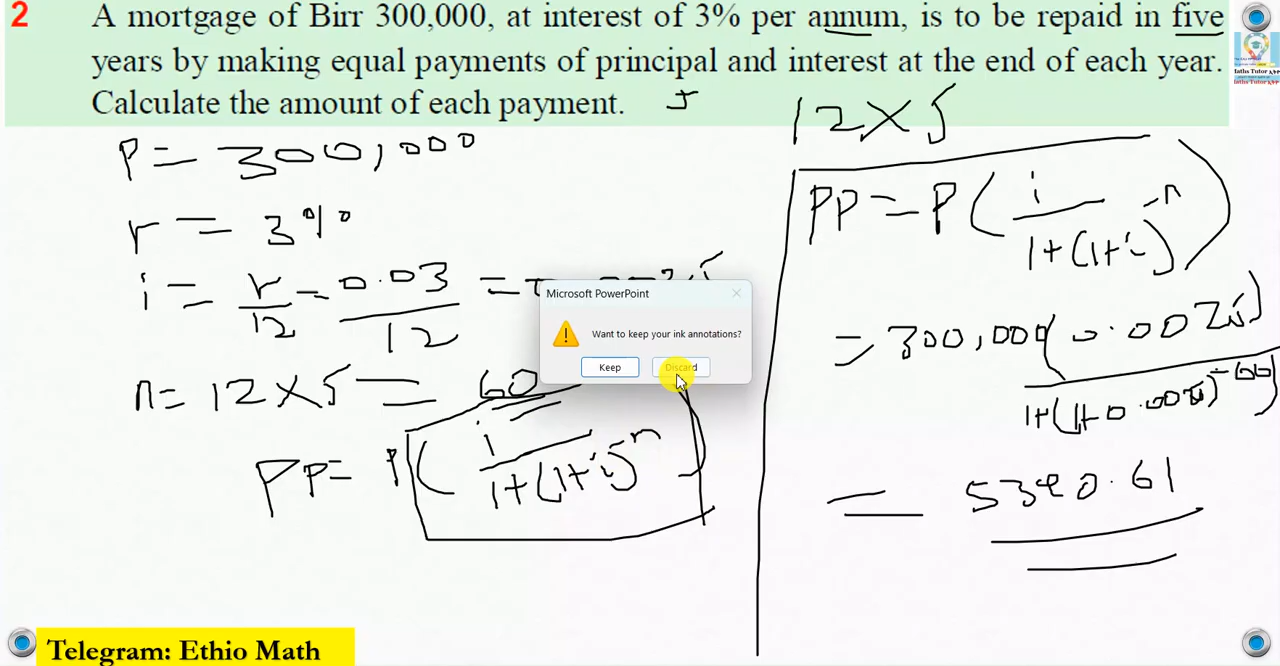 2 A mortgage of Birr 300,000, at interest of 3% per annum, is to be repaid in five
years by making equal payments of principal and interest at the end of each year.
Calculate the amount of each payment. 5
12 × 5
P = 300,000
r = 3%
i = r/12 = 0.03/12 =
n = 12 × 5 = 60
PP = P( i / 1+(1+i)^n )
Microsoft PowerPoint
Want to keep your ink annotations?
Keep
Discard
PP = P( i / 1+(1+i)^-n )
= 300,000( 0.0025) / 1+(1+0.0025)^-60)
= 5390.61
Telegram: Ethio Math